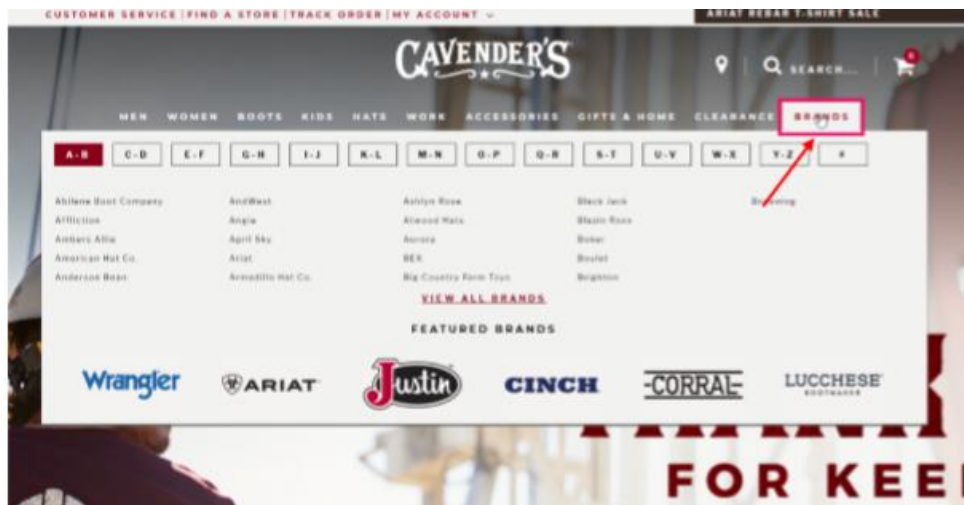 CUSTOMER SERVICE | FIND A STORE | TRACK ORDER | MY ACCOUNT
ARIAT REBAR T-SHIRT SALE
CAVENDER'S
SEARCH...
0
MEN WOMEN BOOTS KIDS HATS WORK ACCESSORIES GIFTS & HOME CLEARANCE BRANDS
A-B C-D E-F G-H I-J K-L M-N O-P Q-R S-T U-V W-X Y-Z #
Abilene Boot Company AndWest Ashlyn Rose Black Jack Browning
Affliction Angie Atwood Hats Blazin Roxx
April Sky Aurora Boker
American Hat Co. Ariat BEX Boulet
Anderson Bean Armadillo Hat Co. Big Country Farm Toys Brighton
VIEW ALL BRANDS
FEATURED BRANDS
Wrangler ARIAT Justin CINCH CORRAL LUCCHESE
BOOTMAKER
FOR KEE